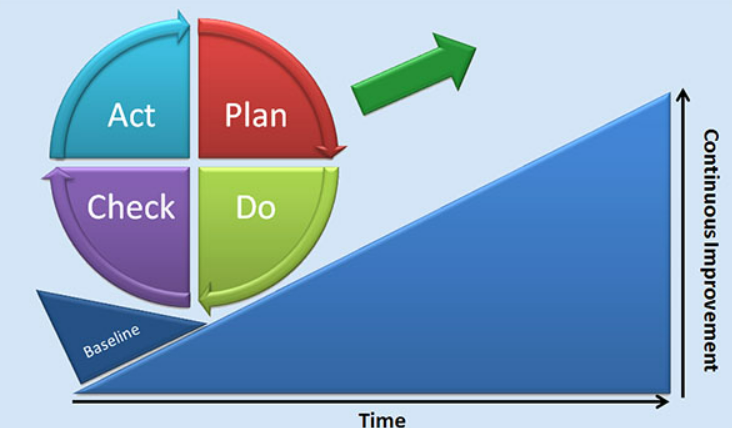 Act
Plan
Check
Do
Baseline
Continuous Improvement
Time